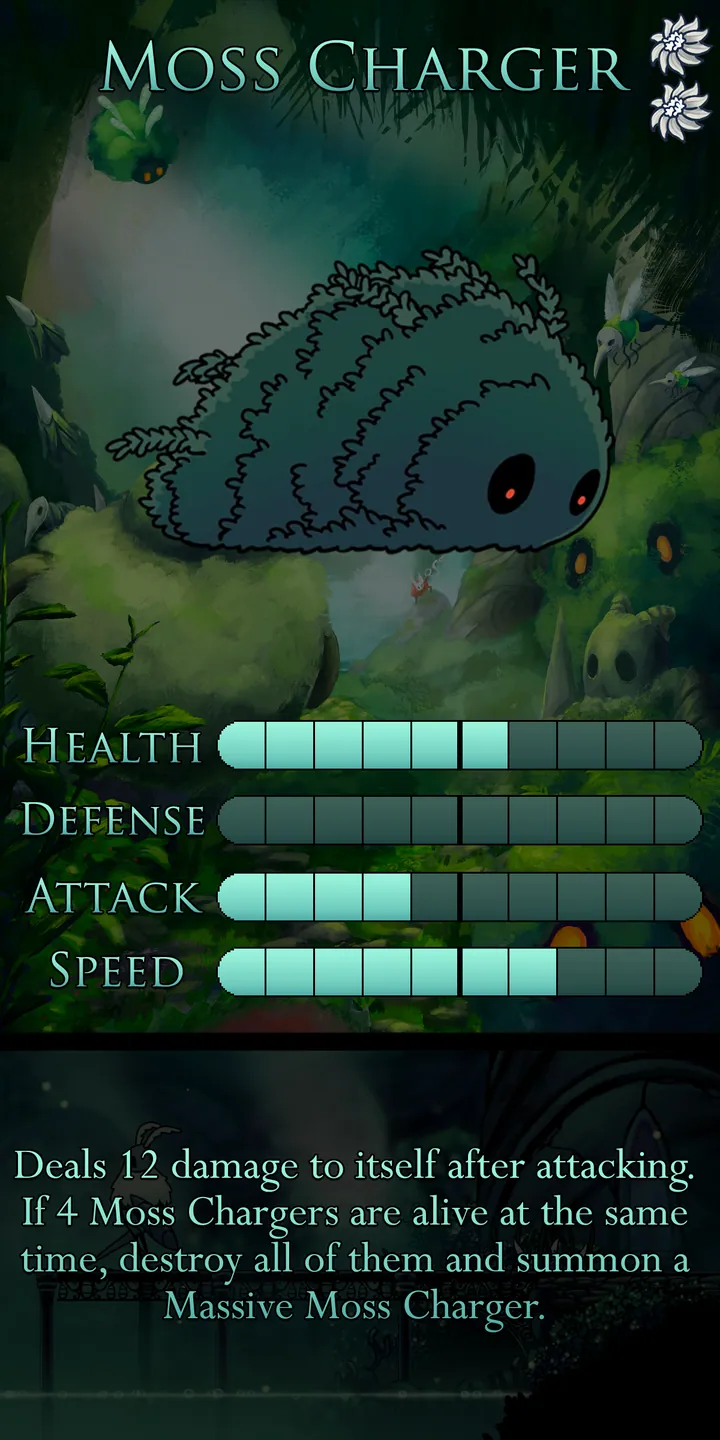 Moss Charger
Health
Defense
Attack
Speed
Deals 12 damage to itself after attacking.
If 4 Moss Chargers are alive at the same
time, destroy all of them and summon a
Massive Moss Charger.